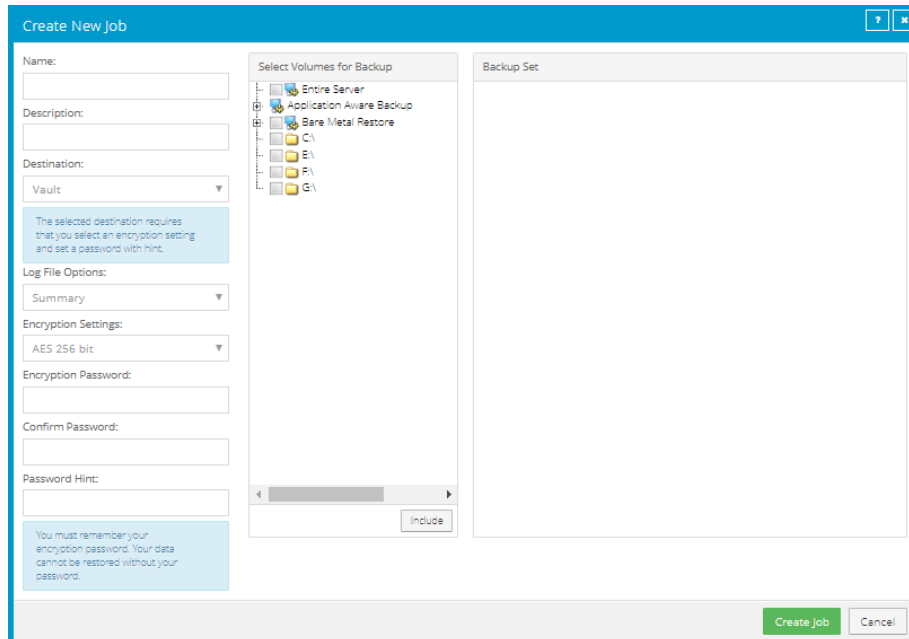 Create New Job
?
x
Name:
Description:
Destination:
Vault
The selected destination requires
that you select an encryption setting
and set a password with hint.
Log File Options:
Summary
Encryption Settings:
AES 256 bit
Encryption Password:
Confirm Password:
Password Hint:
You must remember your
encryption password. Your data
cannot be restored without your
password.
Select Volumes for Backup
Entire Server
Application Aware Backup
Bare Metal Restore
C:\
E:\
F:\
G:\
Include
Backup Set
Create Job
Cancel